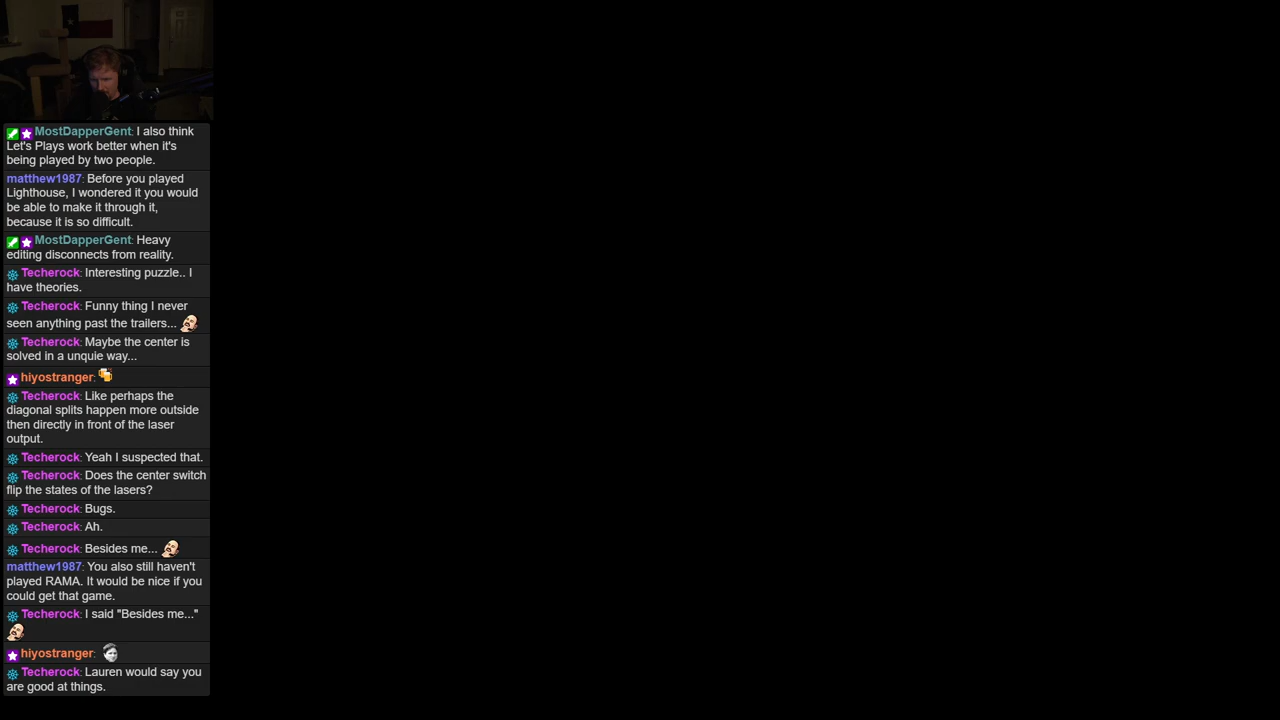 MostDapperGent: I also think
Let's Plays work better when it's
being played by two people.
matthew1987: Before you played
Lighthouse, I wondered it you would
be able to make it through it,
because it is so difficult.
MostDapperGent: Heavy
editing disconnects from reality.
Techerock: Interesting puzzle.. I
have theories.
Techerock: Funny thing I never
seen anything past the trailers...
Techerock: Maybe the center is
solved in a unquie way...
hiyostranger:
Techerock: Like perhaps the
diagonal splits happen more outside
then directly in front of the laser
output.
Techerock: Yeah I suspected that.
Techerock: Does the center switch
flip the states of the lasers?
Techerock: Bugs.
Techerock: Ah.
Techerock: Besides me...
matthew1987: You also still haven't
played RAMA. It would be nice if you
could get that game.
Techerock: I said "Besides me..."
hiyostranger:
Techerock: Lauren would say you
are good at things.